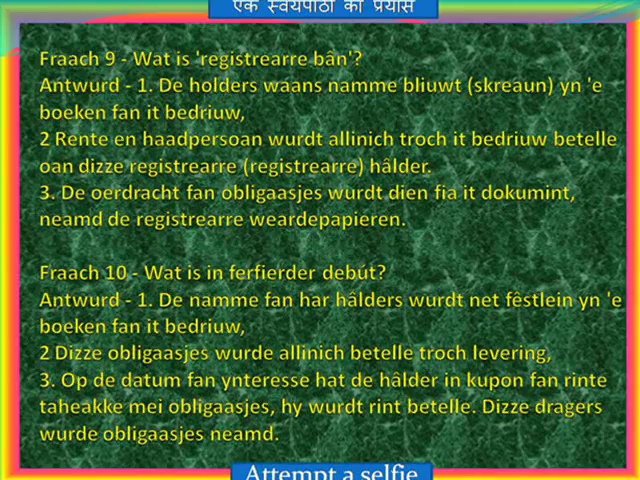 एक स्वयंपाठी का प्रयास
Fraach 9 - Wat is 'registrearre bân'?
Antwurd - 1. De holders waans namme bliuwt (skreaun) yn 'e
boeken fan it bedriuw,
2 Rente en haadpersoan wurdt allinich troch it bedriuw betelle
oan dizze registrearre (registrearre) hâlder.
3. De oerdracht fan obligaasjes wurdt dien fia it dokumint,
neamd de registrearre weardepapieren.
Fraach 10 - Wat is in ferfierder debút?
Antwurd - 1. De namme fan har hâlders wurdt net fêstlein yn 'e
boeken fan it bedriuw,
2 Dizze obligaasjes wurde allinich betelle troch levering,
3. Op de datum fan ynteresse hat de hâlder in kupon fan rinte
taheakke mei obligaasjes, hy wurdt rint betelle. Dizze dragers
wurde obligaasjes neamd.
Attempt a selfie